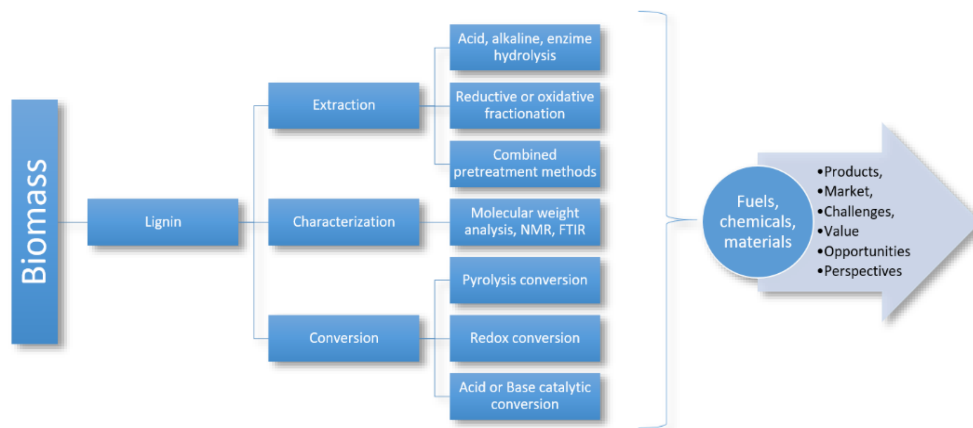 Biomass
Lignin
Extraction
Acid, alkaline, enzime
hydrolysis
Reductive or oxidative
fractionation
Combined
pretreatment methods
Characterization
Molecular weight
analysis, NMR, FTIR
Conversion
Pyrolysis conversion
Redox conversion
Acid or Base catalytic
conversion
Fuels,
chemicals,
materials
•Products,
•Market,
•Challenges,
•Value
•Opportunities
•Perspectives